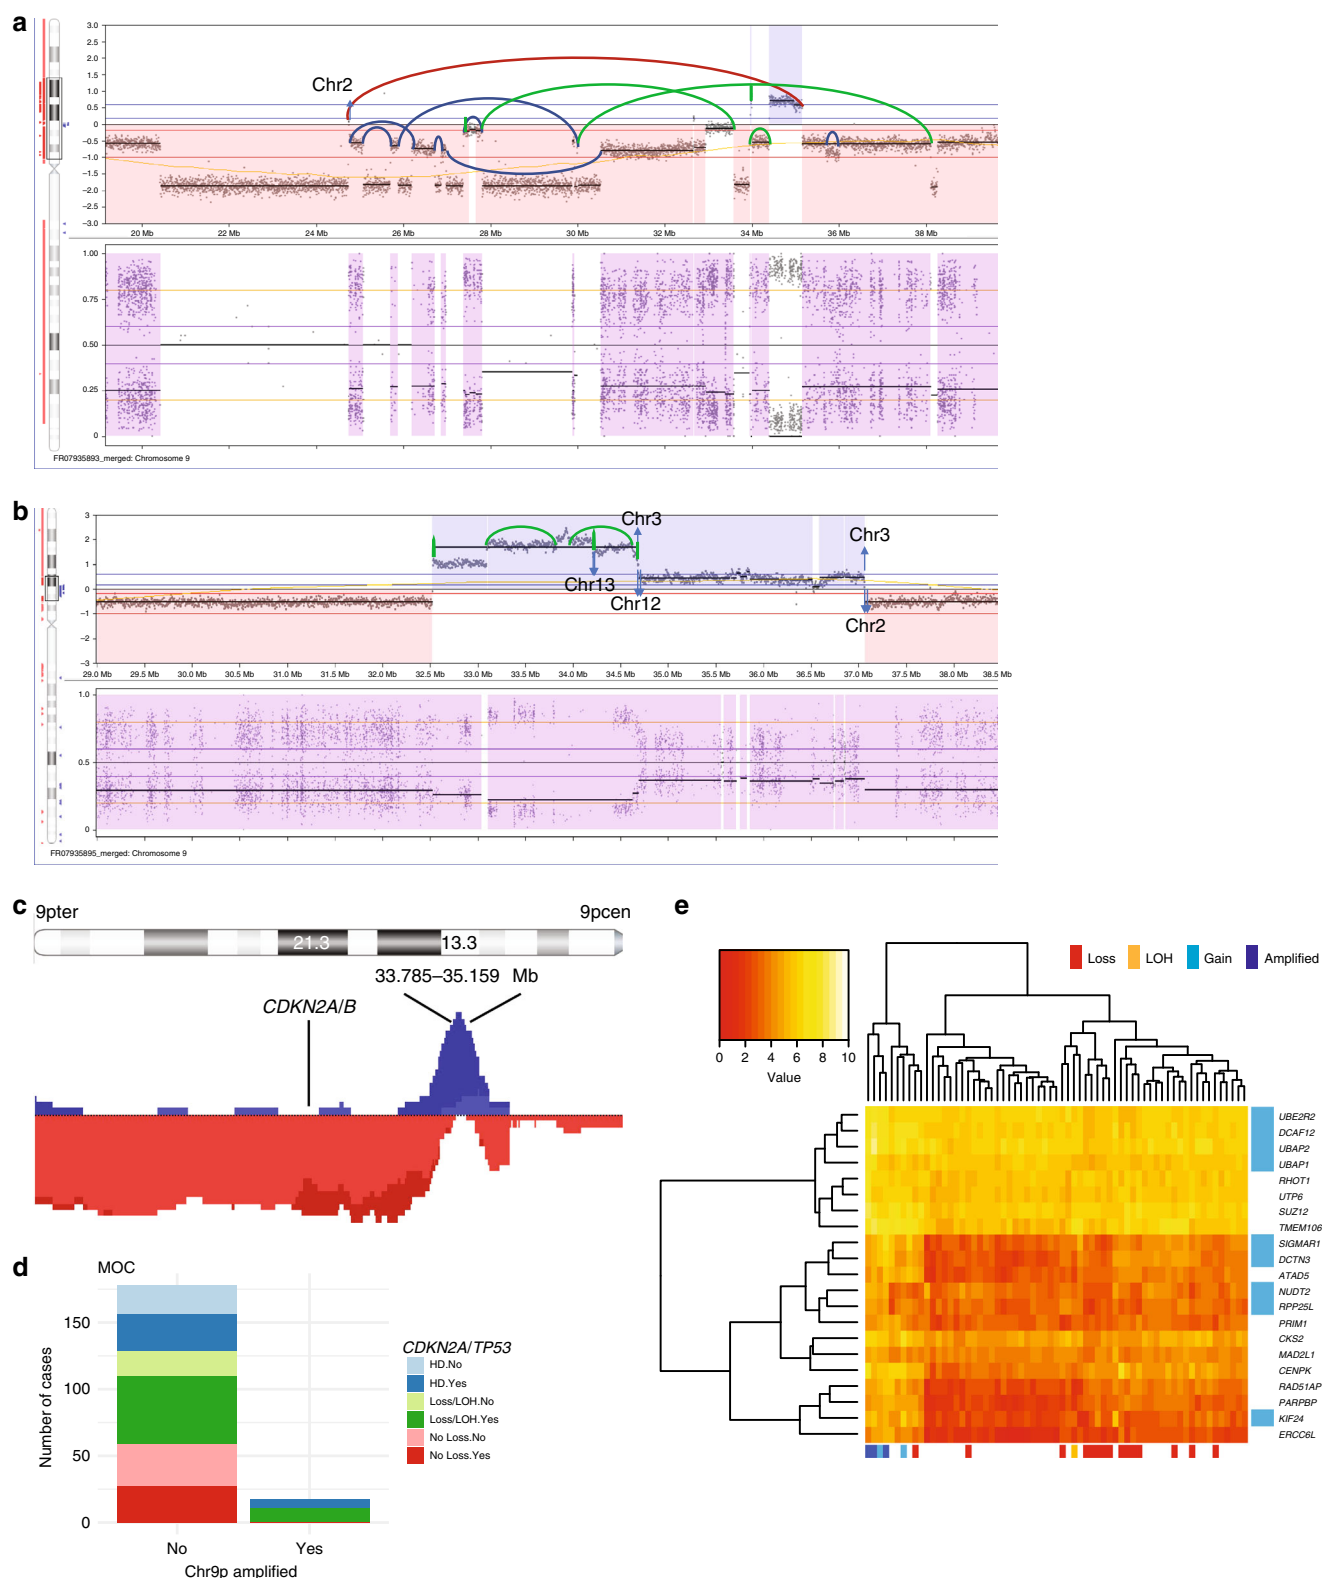 a
3.0
2.5
2.0
1.5
1.0
0.5
0
−0.5
−1.0
−1.5
−2.0
−2.5
−3.0
Chr2
20 Mb 22 Mb 24 Mb 26 Mb 28 Mb 30 Mb 32 Mb 34 Mb 36 Mb 38 Mb
1.00
0.75
0.50
0.25
0
FR07935893_merged: Chromosome 9
b
3
2
1
0
−1
−2
−3
Chr3
Chr3
Chr13
Chr12
Chr2
29.0 Mb 29.5 Mb 30.0 Mb 30.5 Mb 31.0 Mb 31.5 Mb 32.0 Mb 32.5 Mb 33.0 Mb 33.5 Mb 34.0 Mb 34.5 Mb 35.0 Mb 35.5 Mb 36.0 Mb 36.5 Mb 37.0 Mb 37.5 Mb 38.0 Mb 38.5 Mb
1.0
0.5
0
FR07935895_merged: Chromosome 9
c
9pter 9pcen
21.3 13.3
33.785–35.159 Mb
CDKN2A/B
d
MOC
Number of cases
150
100
50
0
No Yes
Chr9p amplified
CDKN2A/TP53
HD.No
HD.Yes
Loss/LOH.No
Loss/LOH.Yes
No Loss.No
No Loss.Yes
e
0 2 4 6 8 10
Value
Loss LOH Gain Amplified
UBE2R2
DCAF12
UBAP2
UBAP1
RHOT1
UTP6
SUZ12
TMEM106
SIGMAR1
DCTN3
ATAD5
NUDT2
RPP25L
PRIM1
CKS2
MAD2L1
CENPK
RAD51AP
PARPBP
KIF24
ERCC6L